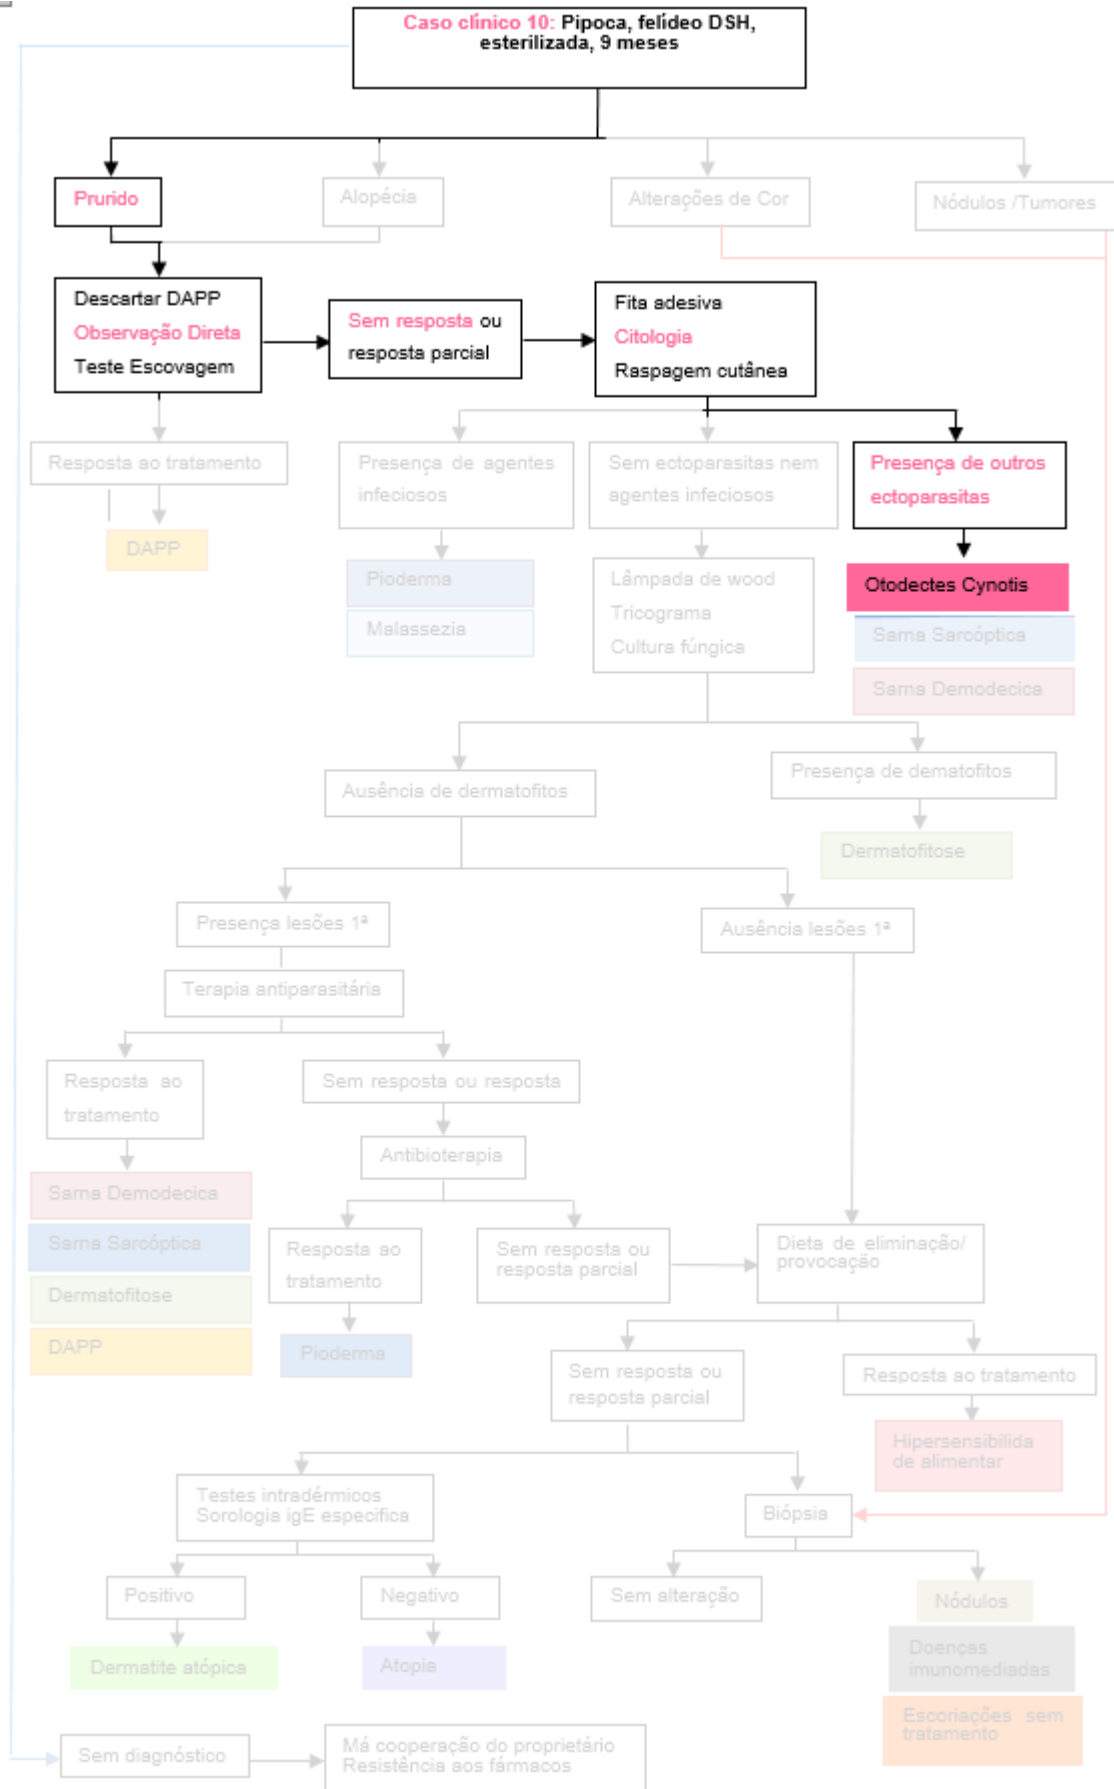 Caso clínico 10: Pipoca, felídeo DSH,
esterilizada, 9 meses
Prurido
Alopécia
Alterações de Cor
Nódulos /Tumores
Descartar DAPP
Observação Direta
Teste Escovagem
Sem resposta ou
resposta parcial
Fita adesiva
Citologia
Raspagem cutânea
Resposta ao tratamento
Presença de agentes
infeciosos
Sem ectoparasitas nem
agentes infeciosos
Presença de outros
ectoparasitas
DAPP
Pioderma
Malassezia
Lâmpada de wood
Tricograma
Cultura fúngica
Otodectes Cynotis
Sarna Sarcóptica
Sarna Demodecica
Ausência de dermatofitos
Presença de dematofitos
Dermatofitose
Presença lesões 1ª
Ausência lesões 1ª
Terapia antiparasitária
Resposta ao
tratamento
Sem resposta ou resposta
Antibioterapia
Sarna Demodecica
Sarna Sarcóptica
Dermatofitose
DAPP
Resposta ao
tratamento
Sem resposta ou
resposta parcial
Dieta de eliminação/
provocação
Pioderma
Sem resposta ou
resposta parcial
Resposta ao tratamento
Hipersensibilida
de alimentar
Testes intradérmicos
Sorologia igE especifica
Biópsia
Positivo
Negativo
Sem alteração
Nódulos
Dermatite atópica
Atopia
Doenças
imunomediadas
Escoriações sem
tratamento
Sem diagnóstico
Má cooperação do proprietário
Resistência aos fármacos